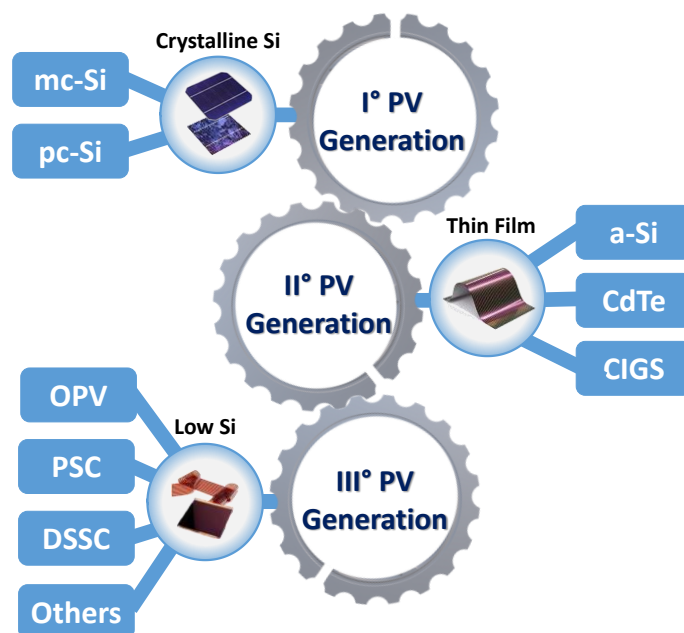 Crystalline Si
mc-Si
pc-Si
I° PV
Generation
Thin Film
a-Si
CdTe
CIGS
II° PV
Generation
OPV
Low Si
PSC
DSSC
Others
III° PV
Generation